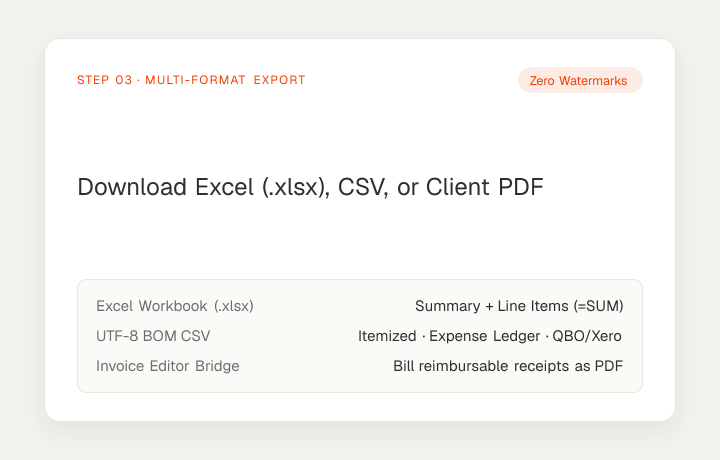 STEP 03 · MULTI-FORMAT EXPORT
Zero Watermarks
Download Excel (.xlsx), CSV, or Client PDF
Excel Workbook (.xlsx)
Summary + Line Items (=SUM)
UTF-8 BOM CSV
Itemized · Expense Ledger · QBO/Xero
Invoice Editor Bridge
Bill reimbursable receipts as PDF